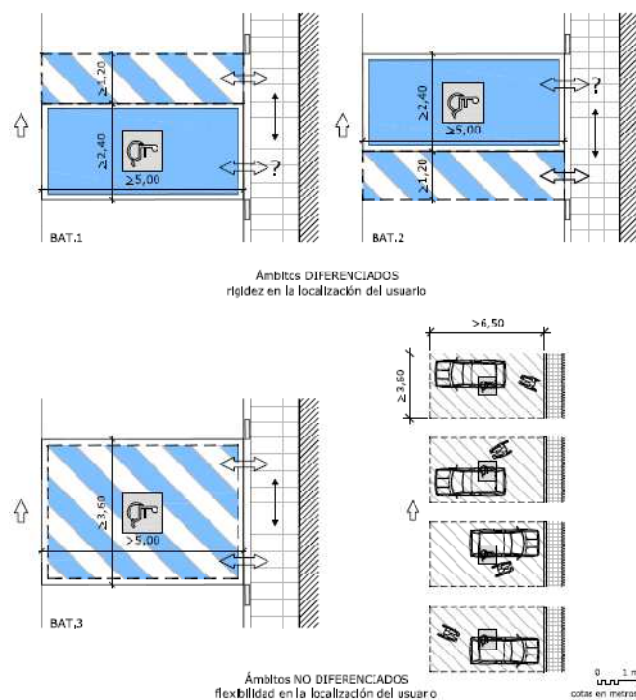 ≥1,20
≥2,40
≥5,00
?
BAT.1
≥2,40
≥5,00
≥1,20
?
BAT.2
Ámbitos DIFERENCIADOS
rigidez en la localización del usuario
≥3,60
>5,00
BAT.3
>6,50
≥3,60
Ámbitos NO DIFERENCIADOS
flexibilidad en la localización del usuario
0 1 m
cotas en metros